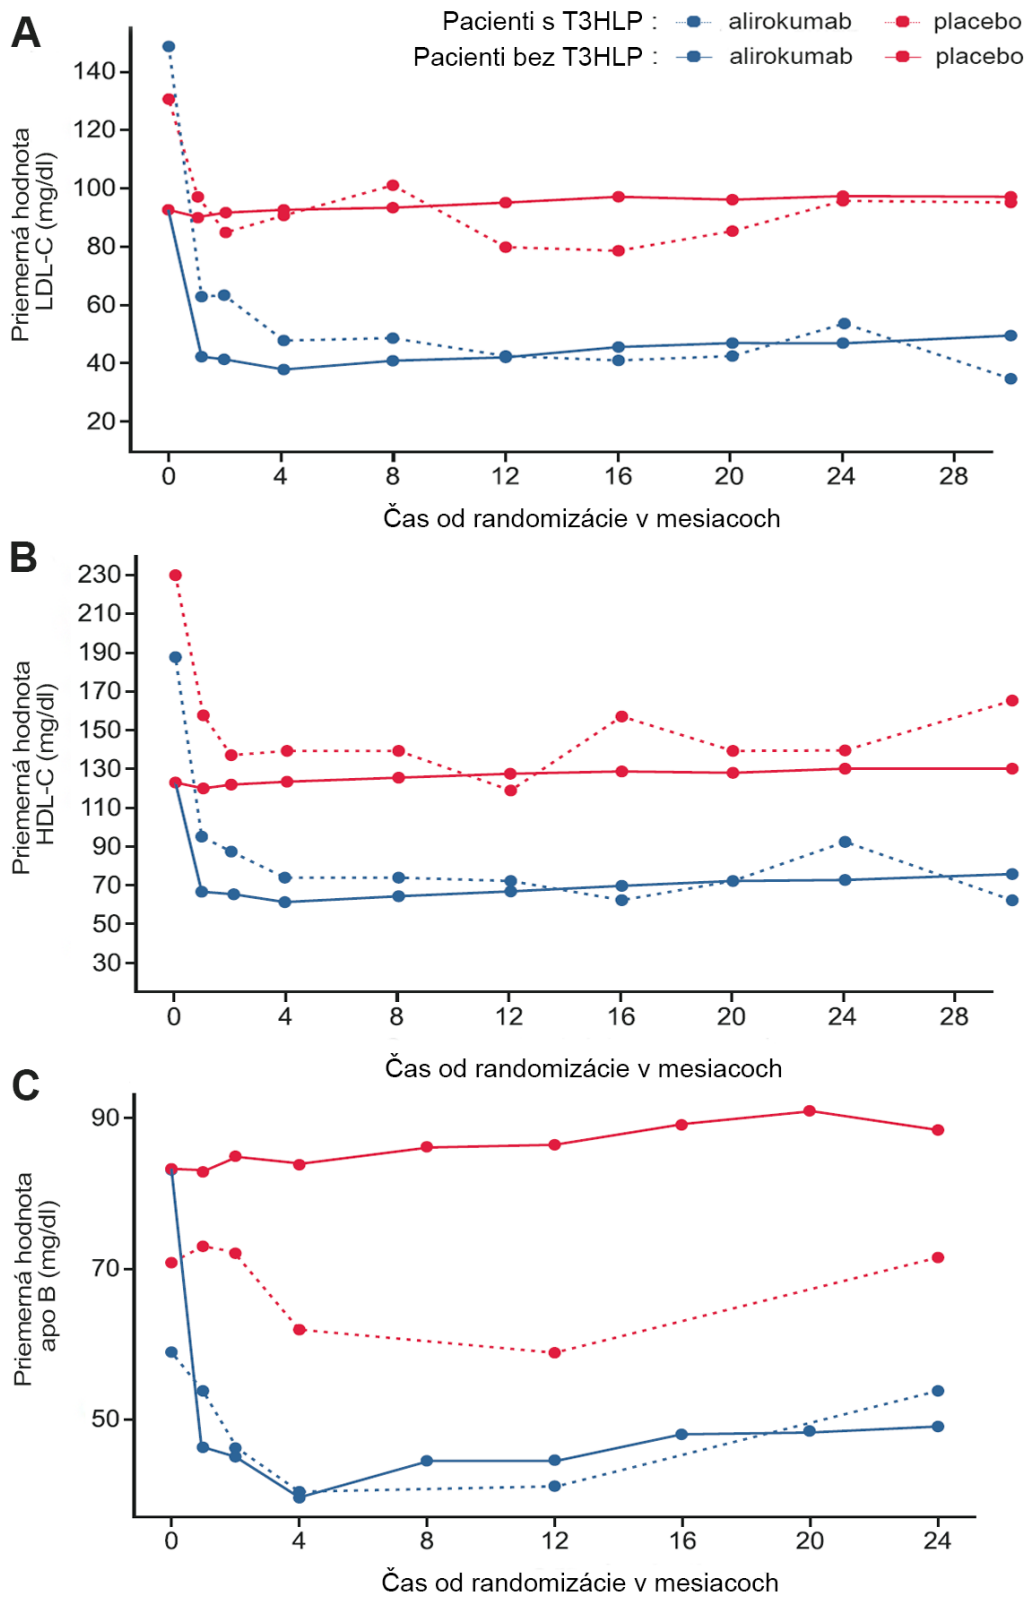 A
Pacienti s T3HLP : alirokumab placebo
Pacienti bez T3HLP : alirokumab placebo
Priemerná hodnota
LDL-C (mg/dl)
140
120
100
80
60
40
20
0 4 8 12 16 20 24 28
Čas od randomizácie v mesiacoch
B
Priemerná hodnota
HDL-C (mg/dl)
230
210
190
170
150
130
110
90
70
50
30
0 4 8 12 16 20 24 28
Čas od randomizácie v mesiacoch
C
Priemerná hodnota
apo B (mg/dl)
90
70
50
0 4 8 12 16 20 24
Čas od randomizácie v mesiacoch